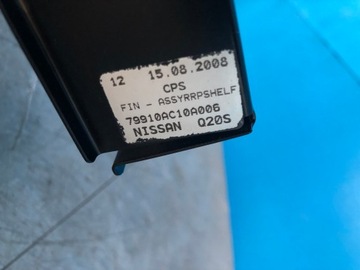 12 15.08.2008
CPS
FIN - ASSYRRPSHELF
79910AC10A006
NISSAN Q20S